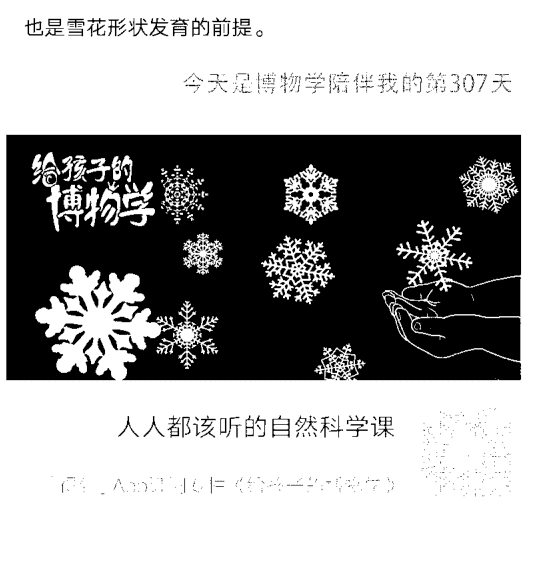 也是雪花形状发育的前提。
今天是博物学陪伴我的第307天
给孩子的
博物学
人人都该听的自然科学课